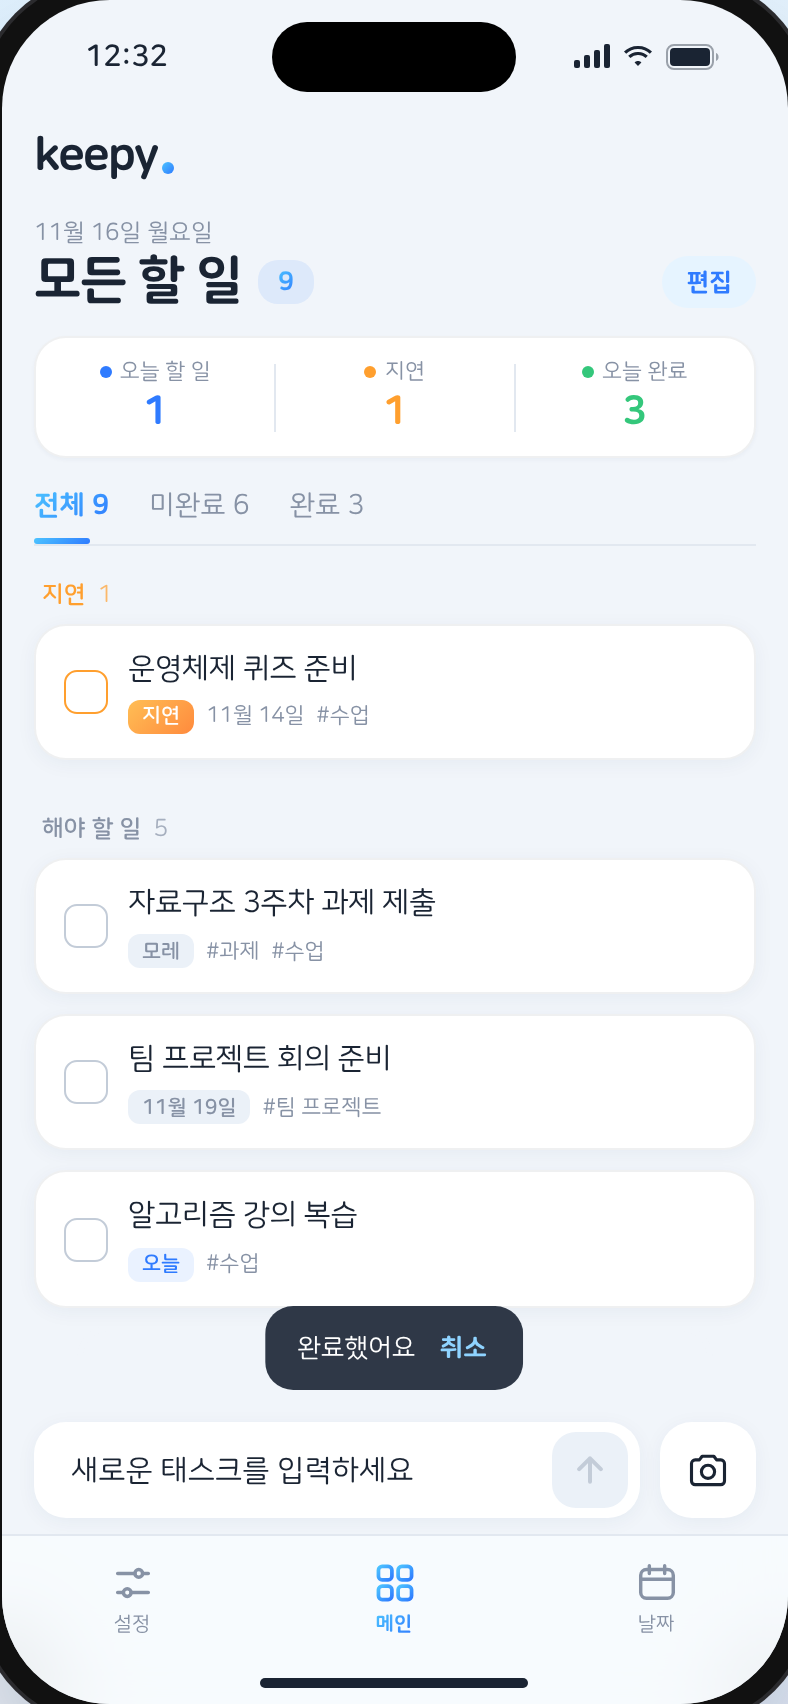 12:32
keepy.
11월 16일 월요일
모든 할 일 9
편집
오늘 할 일 지연 오늘 완료
1 1 3
전체 9 미완료 6 완료 3
지연 1
운영체제 퀴즈 준비
지연 11월 14일 #수업
해야 할 일 5
자료구조 3주차 과제 제출
모레 #과제 #수업
팀 프로젝트 회의 준비
11월 19일 #팀 프로젝트
알고리즘 강의 복습
오늘 #수업
완료했어요 취소
새로운 태스크를 입력하세요
설정 메인 날짜